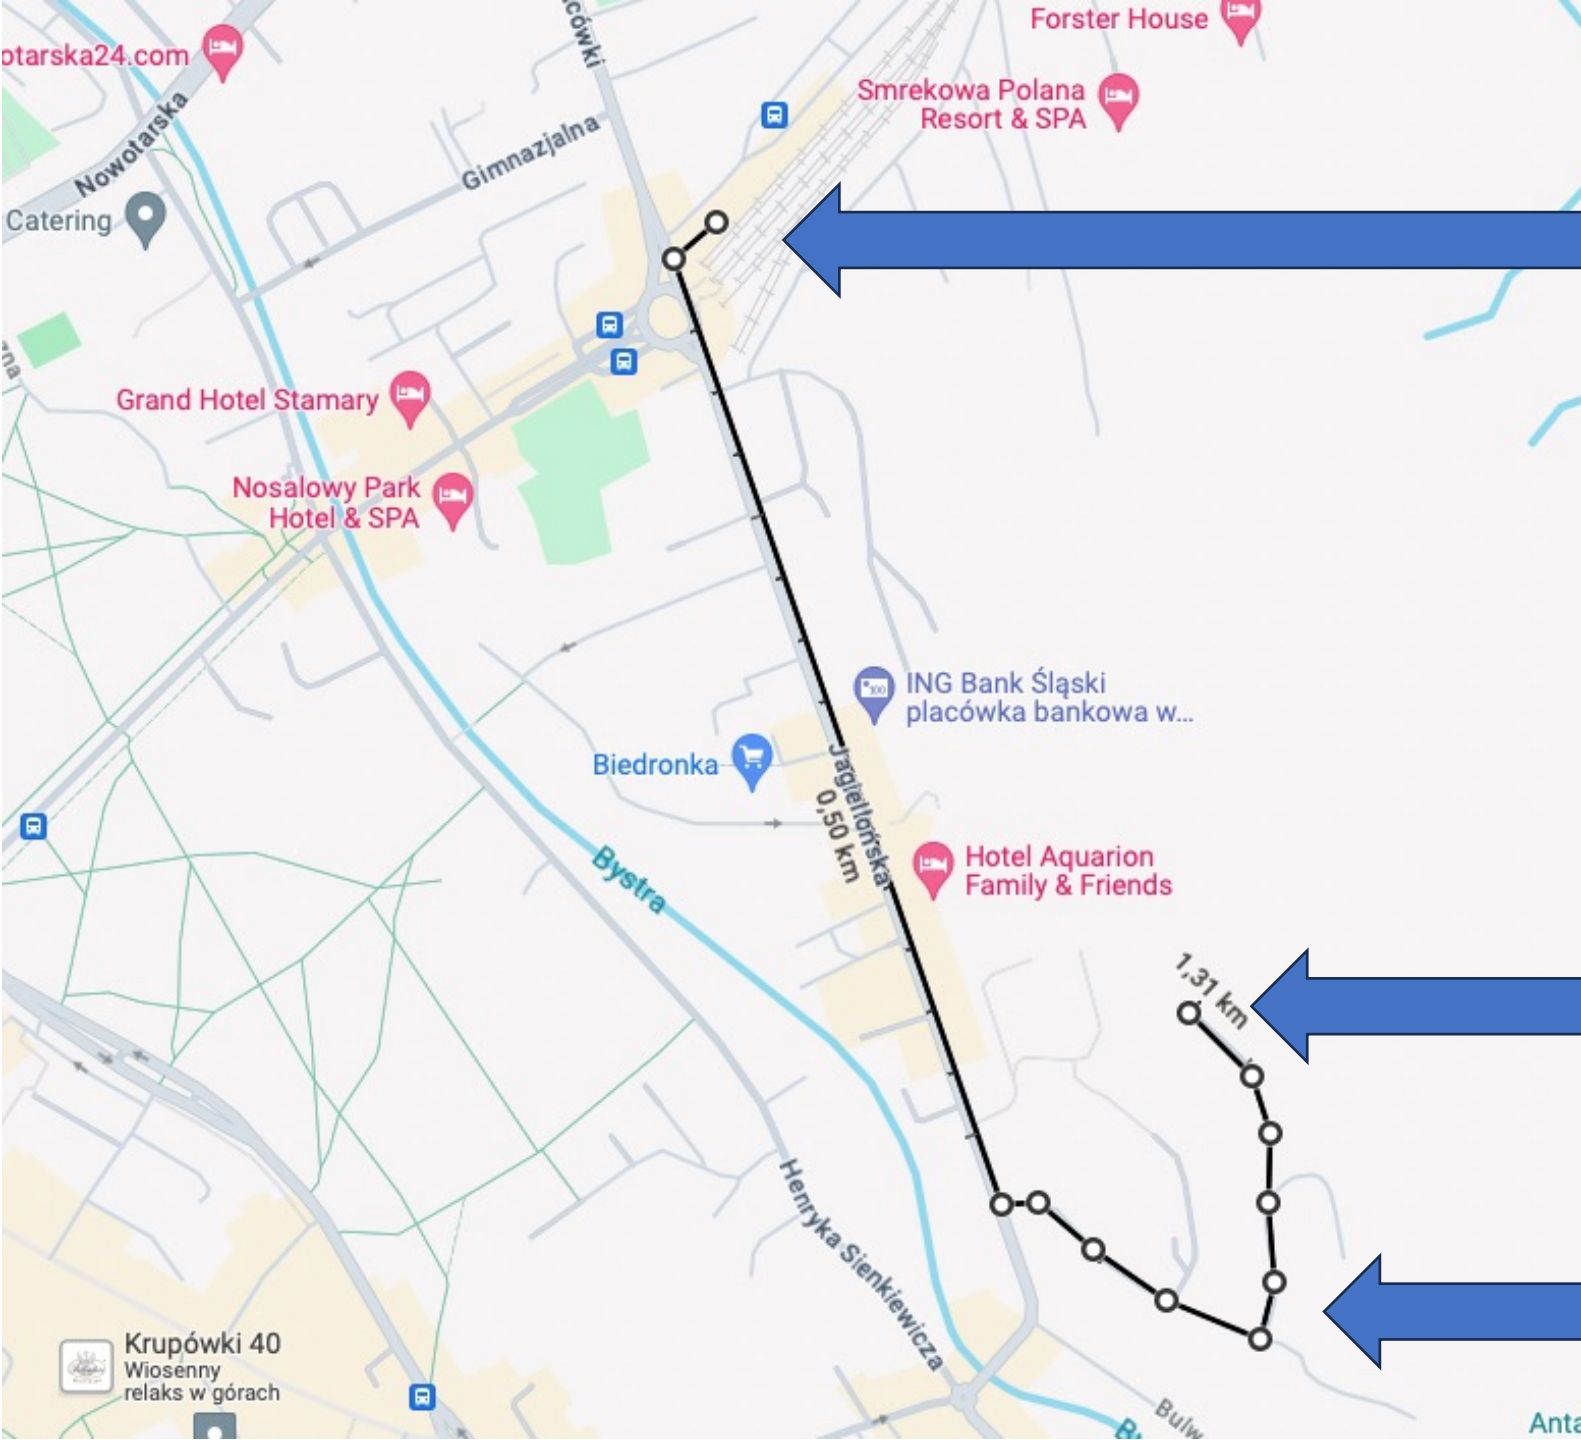 cówki
Forster House
otarska24.com
Smrekowa Polana
Resort & SPA
Nowotarska
Gimnazjalna
Catering
zna
Grand Hotel Stamary
Nosalowy Park
Hotel & SPA
ING Bank Śląski
placówka bankowa w...
Biedronka
Jagiellońska
0,50 km
Bystra
Hotel Aquarion
Family & Friends
1,31 km
Henryka Sienkiewicza
Krupówki 40
Wiosenny
relaks w górach
Bulw
Anta